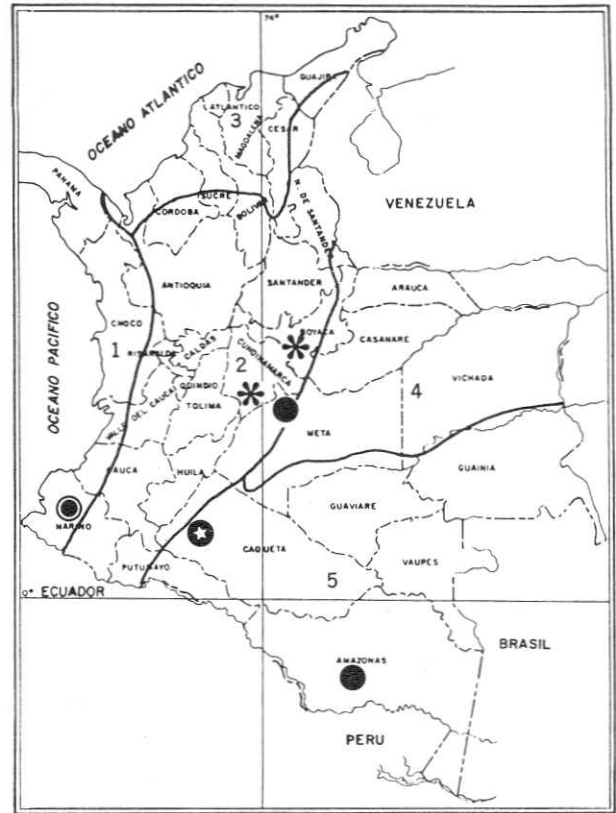 74º
OCEANO ATLANTICO
GUAJIRA
ATLANTICO
3
MAGDALENA
CESAR
PANAMA
SUCRE
CORDOBA
BOLIVAR
N. DE SANTANDER
VENEZUELA
ANTIOQUIA
SANTANDER
ARAUCA
OCEANO PACIFICO
CHOCO
BOYACA
CASANARE
1
RISARALDA
CALDAS
2
CUNDINAMARCA
4
VICHADA
QUINDIO
VALLE DEL CAUCA
TOLIMA
META
CAUCA
HUILA
GUAINIA
NARIÑO
GUAVIARE
CAQUETA
VAUPES
PUTUMAYO
5
0º ECUADOR
BRASIL
AMAZONAS
PERU